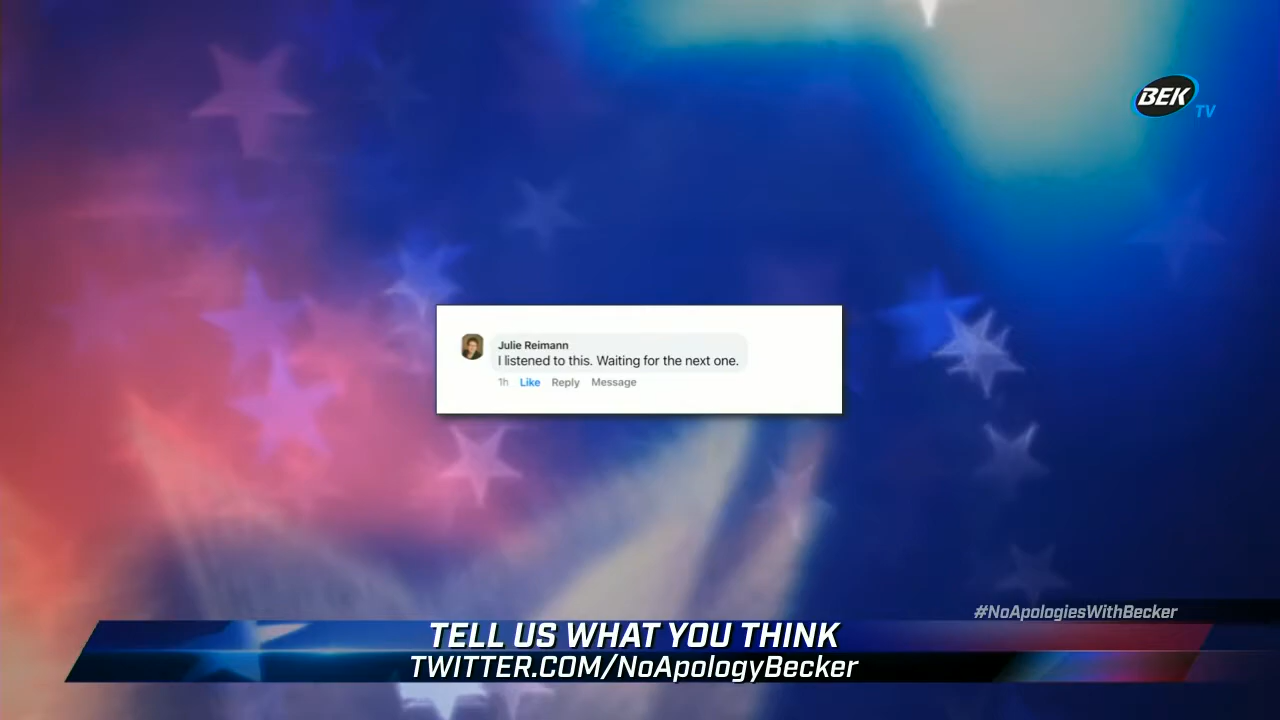 BEK TV
Julie Reimann
I listened to this. Waiting for the next one.
1h Like Reply Message
#NoApologiesWithBecker
TELL US WHAT YOU THINK
TWITTER.COM/NoApologyBecker